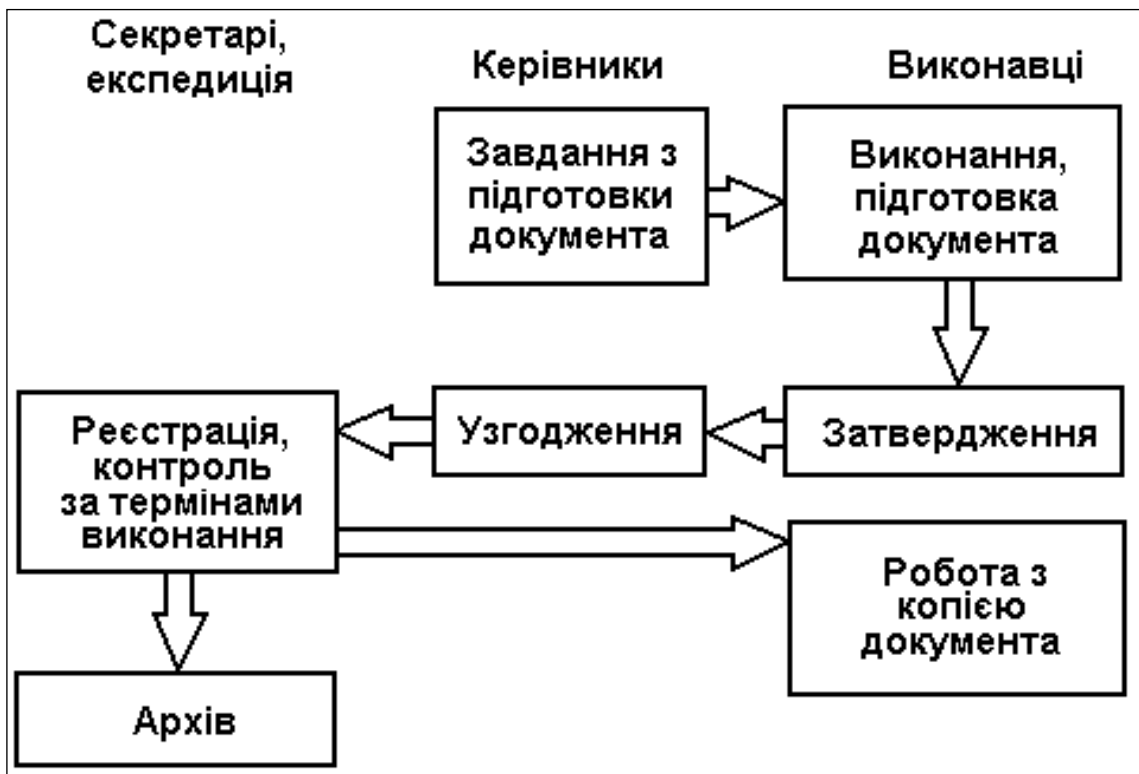 Секретарі,
експедиція
Керівники
Виконавці
Завдання з
підготовки
документа
Виконання,
підготовка
документа
Реєстрація,
контроль
за термінами
виконання
Узгодження
Затвердження
Робота з
копією
документа
Архів